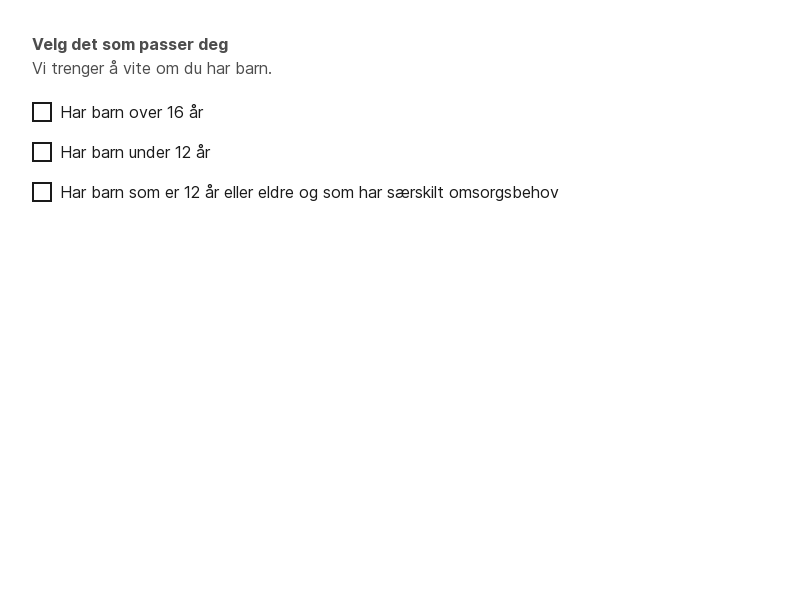 Velg det som passer deg
Vi trenger å vite om du har barn.
Har barn over 16 år
Har barn under 12 år
Har barn som er 12 år eller eldre og som har særskilt omsorgsbehov